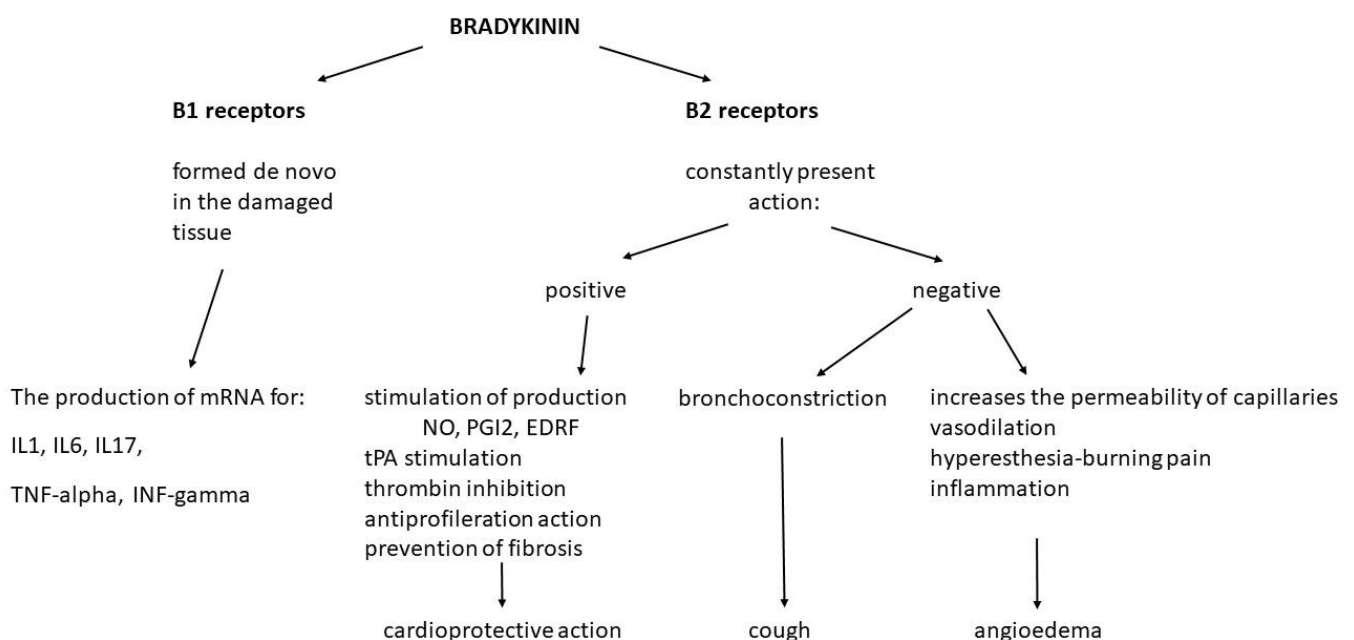 BRADYKININ
B1 receptors
B2 receptors
formed de novo
in the damaged
tissue
constantly present
action:
positive
negative
The production of mRNA for:
IL1, IL6, IL17,
TNF-alpha, INF-gamma
stimulation of production
NO, PGI2, EDRF
tPA stimulation
thrombin inhibition
antiprofileration action
prevention of fibrosis
bronchoconstriction
increases the permeability of capillaries
vasodilation
hyperesthesia-burning pain
inflammation
cardioprotective action
cough
angioedema